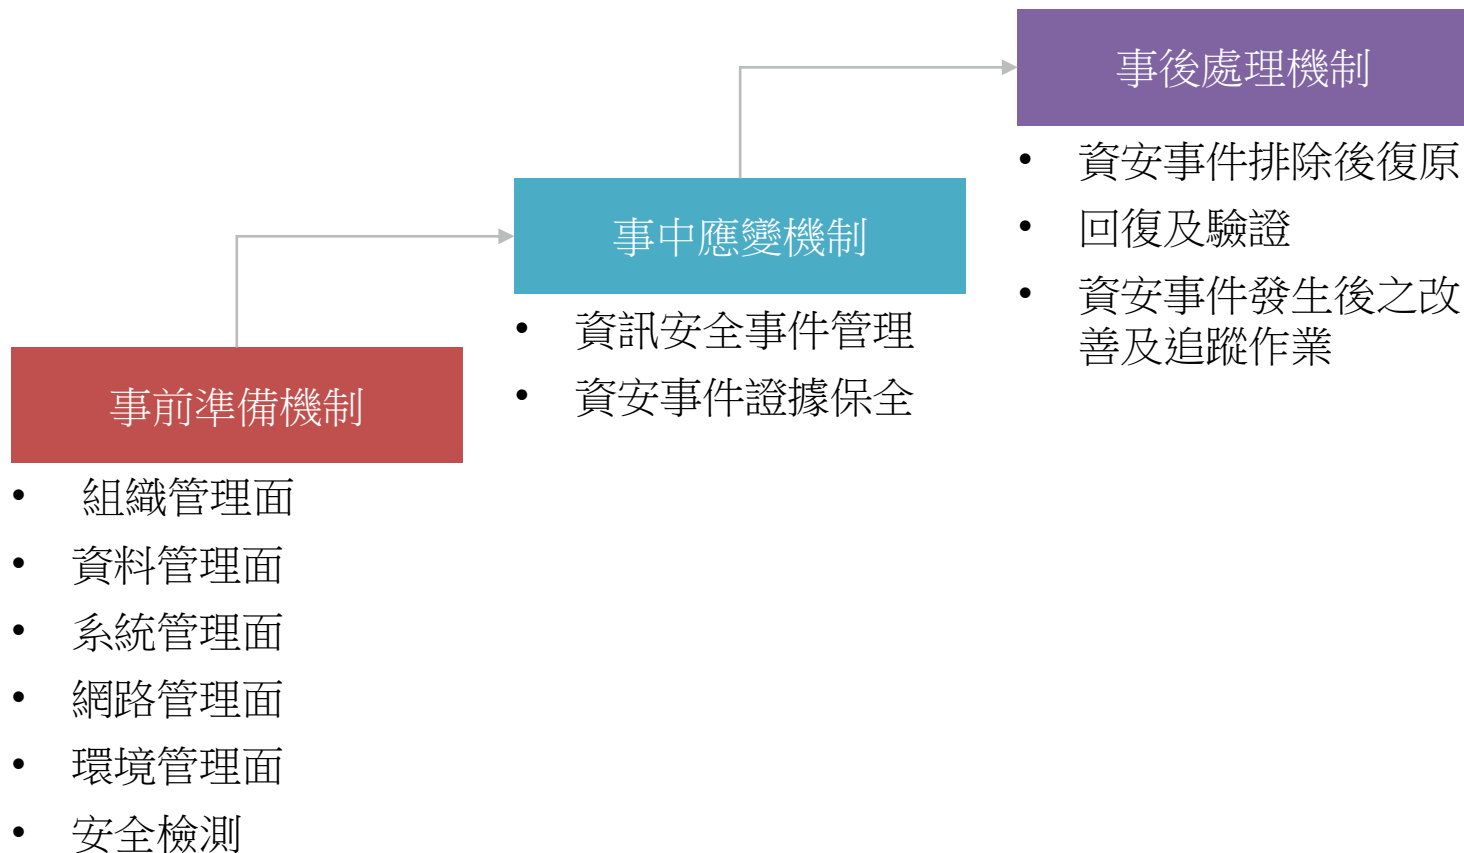 事前準備機制
• 組織管理面
• 資料管理面
• 系統管理面
• 網路管理面
• 環境管理面
• 安全檢測
事中應變機制
• 資訊安全事件管理
• 資安事件證據保全
事後處理機制
• 資安事件排除後復原
• 回復及驗證
• 資安事件發生後之改
善及追蹤作業